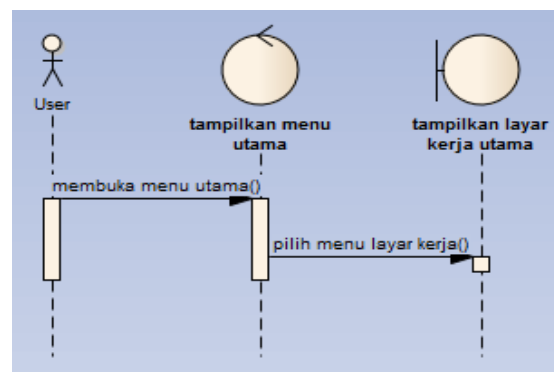 User
tampilkan menu
utama
tampilkan layar
kerja utama
membuka menu utama()
pilih menu layar kerja()